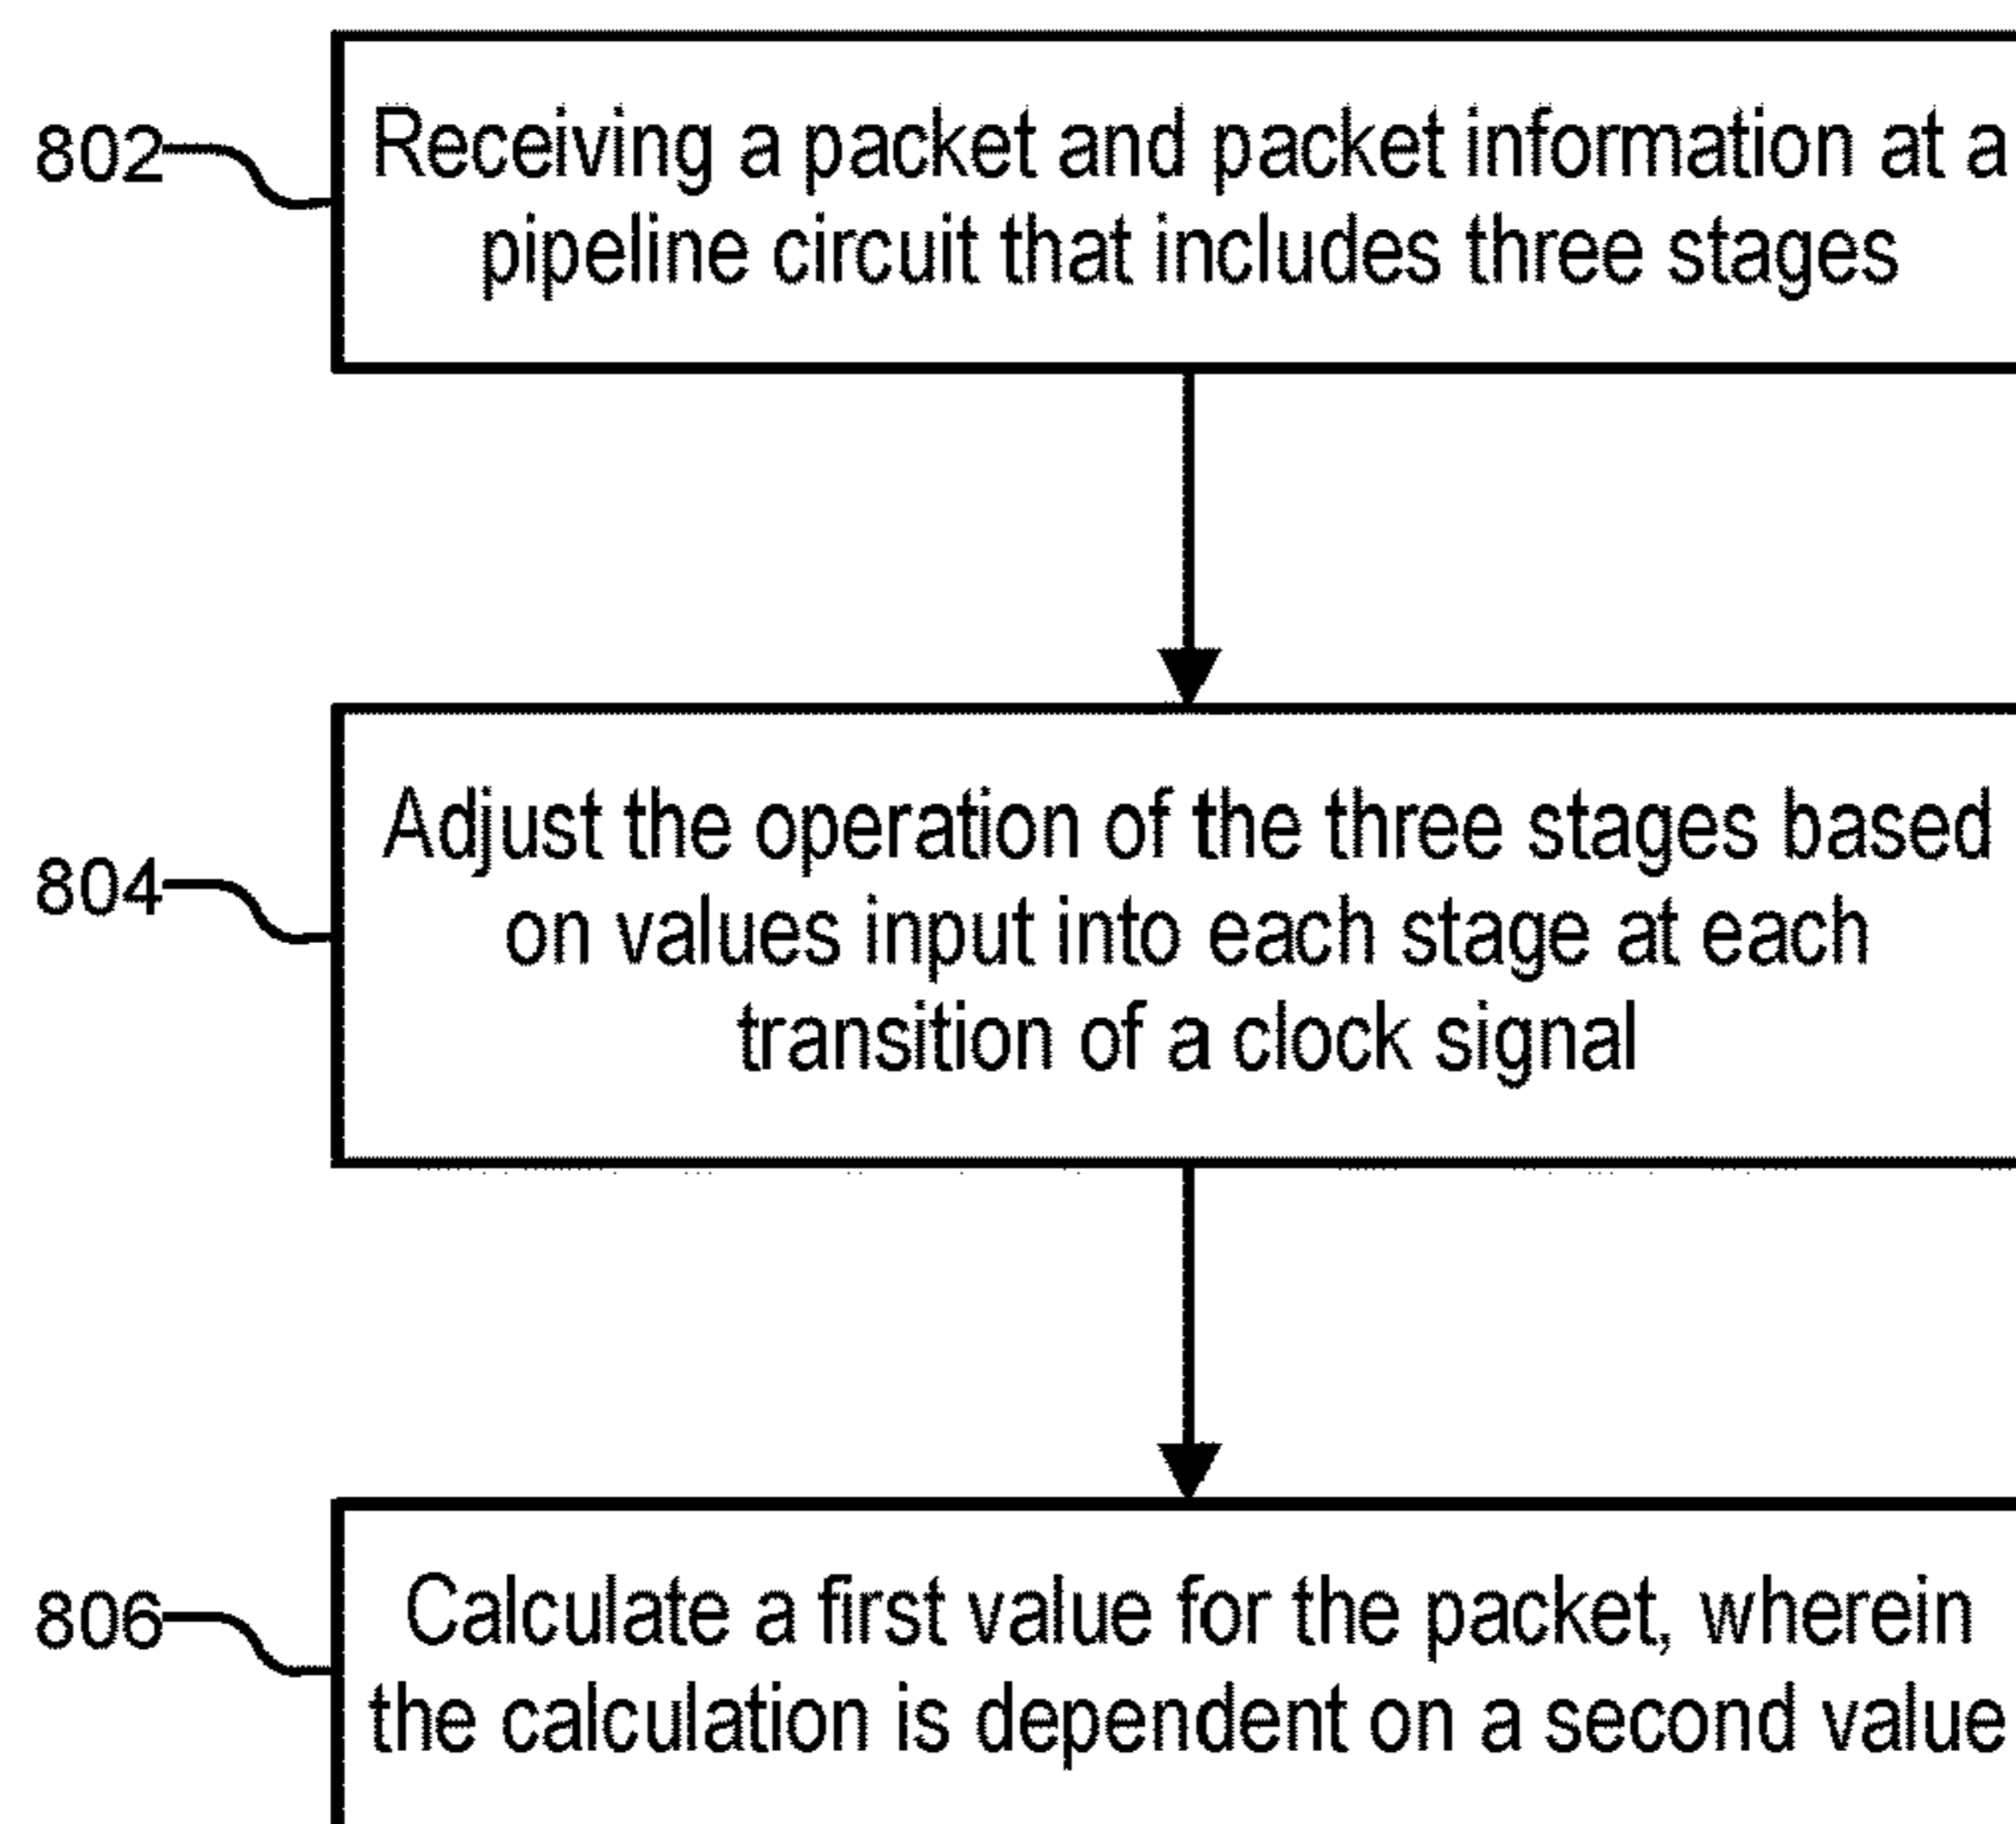 802
Receiving a packet and packet information at a
pipeline circuit that includes three stages
804
Adjust the operation of the three stages based
on values input into each stage at each
transition of a clock signal
806
Calculate a first value for the packet, wherein
the calculation is dependent on a second value